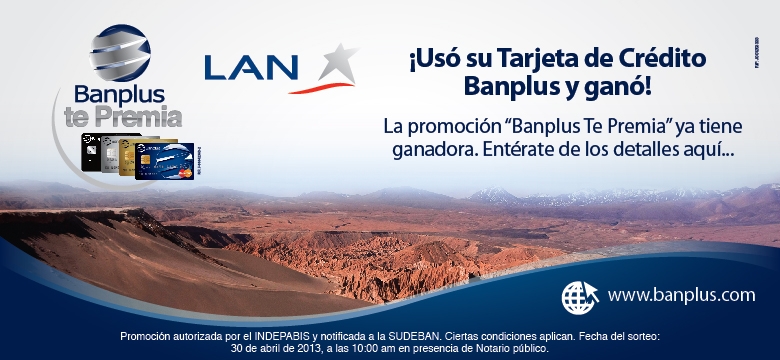 Banplus
te Premia
LAN
¡Usó su Tarjeta de Crédito
Banplus y ganó!
La promoción “Banplus Te Premia” ya tiene
ganadora. Entérate de los detalles aquí...
www.banplus.com
Promoción autorizada por el INDEPABIS y notificada a la SUDEBAN. Ciertas condiciones aplican. Fecha del sorteo:
30 de abril de 2013, a las 10:00 am en presencia de Notario público.